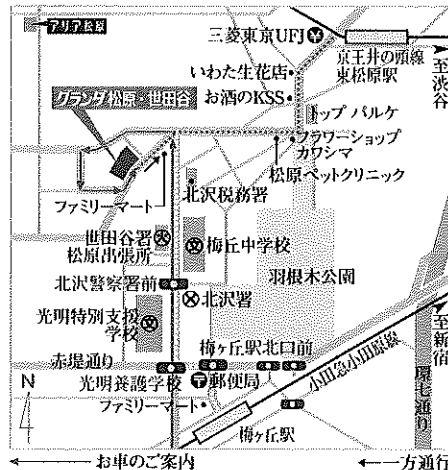 アリア松原
三菱東京UFJ
京王井の頭線
東松原駅
至渋谷
いわた生花店
お酒のKSS
グランダ松原・世田谷
トップ パルケ
フラワーショップ
カワシマ
松原ペットクリニック
ファミリーマート
北沢税務署
世田谷署
松原出張所
梅丘中学校
羽根木公園
北沢警察署前
北沢署
光明特別支援
学校
至新宿
赤堤通り
梅ヶ丘駅北口前
小田急小田原線
環七通り
光明養護学校
郵便局
ファミリーマート
梅ヶ丘駅
N
お車のご案内
一方通行